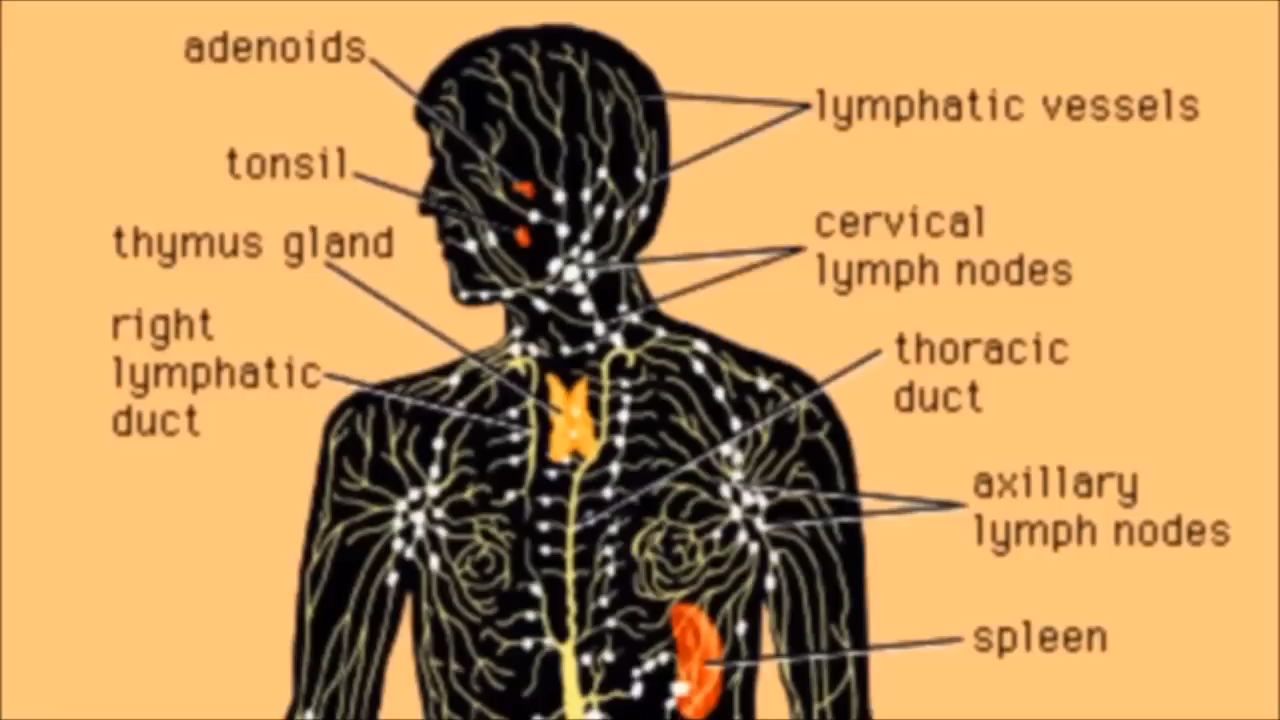 adenoids
tonsil
thymus gland
right
lymphatic
duct
lymphatic vessels
cervical
lymph nodes
thoracic
duct
axillary
lymph nodes
spleen